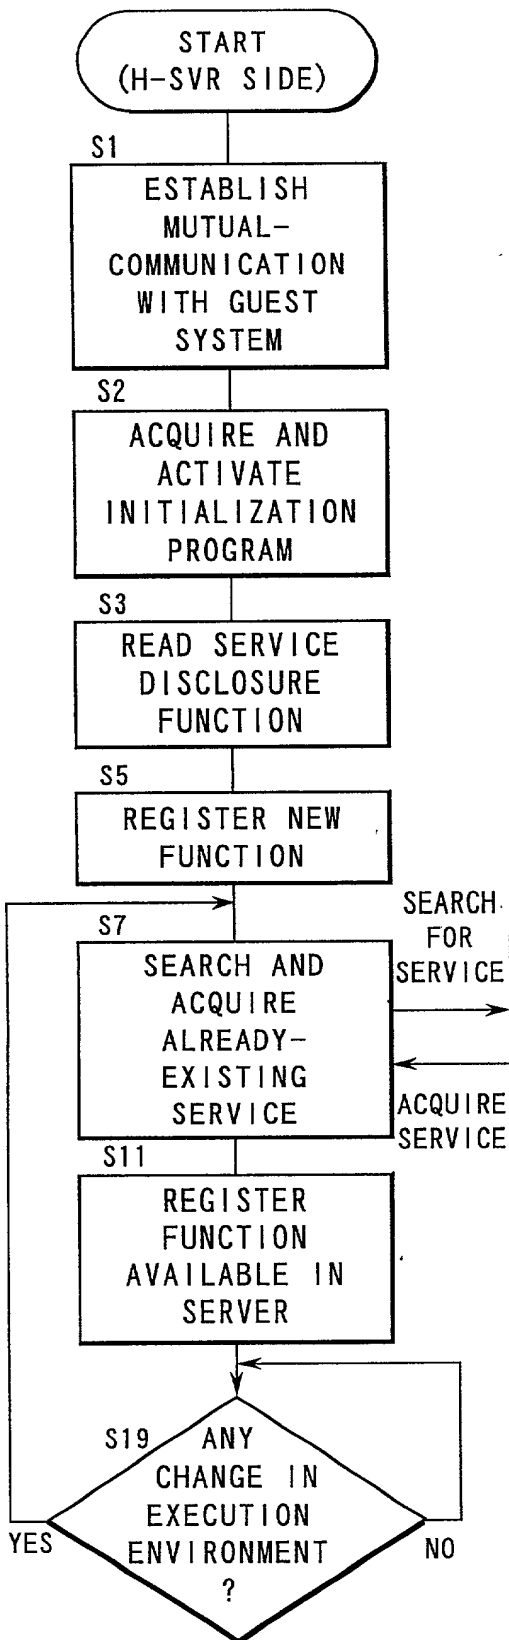 START
(H-SVR SIDE)
S1
ESTABLISH
MUTUAL-
COMMUNICATION
WITH GUEST
SYSTEM
S2
ACQUIRE AND
ACTIVATE
INITIALIZATION
PROGRAM
S3
READ SERVICE
DISCLOSURE
FUNCTION
S5
REGISTER NEW
FUNCTION
S7
SEARCH AND
ACQUIRE
ALREADY-
EXISTING
SERVICE
SEARCH
FOR
SERVICE
ACQUIRE
SERVICE
S11
REGISTER
FUNCTION
AVAILABLE IN
SERVER
S19
ANY
CHANGE IN
EXECUTION
ENVIRONMENT
?
YES
NO